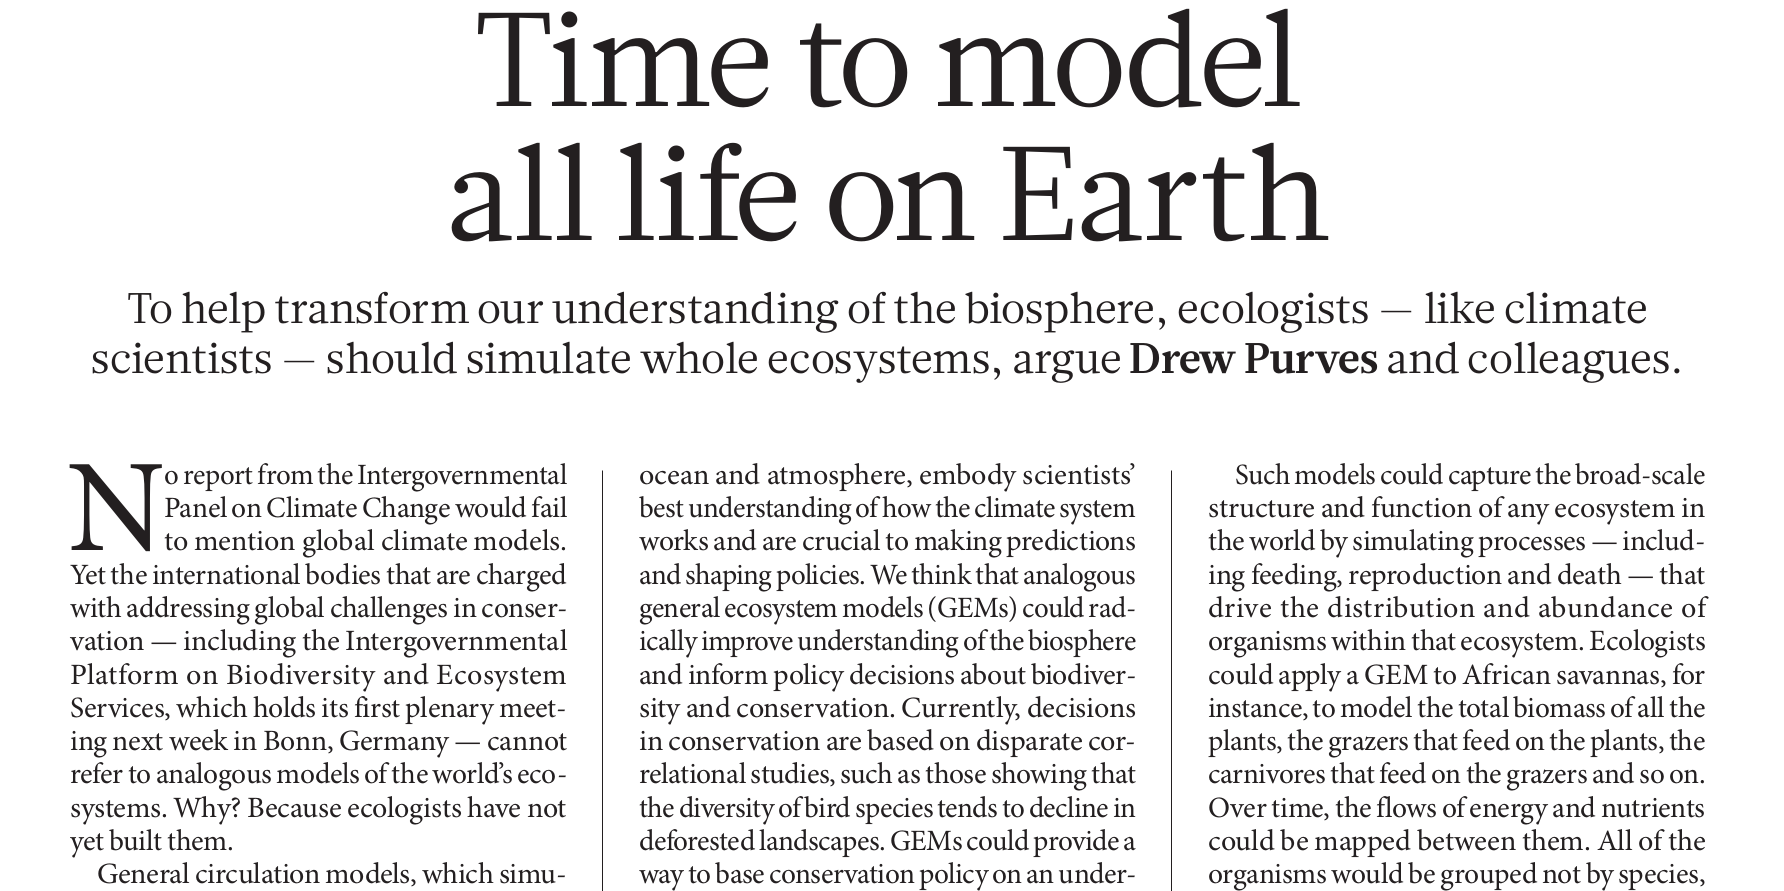 Time to model
all life on Earth
To help transform our understanding of the biosphere, ecologists — like climate
scientists — should simulate whole ecosystems, argue Drew Purves and colleagues.
No report from the Intergovernmental
Panel on Climate Change would fail
to mention global climate models.
Yet the international bodies that are charged
with addressing global challenges in conser-
vation — including the Intergovernmental
Platform on Biodiversity and Ecosystem
Services, which holds its first plenary meet-
ing next week in Bonn, Germany — cannot
refer to analogous models of the world’s eco-
systems. Why? Because ecologists have not
yet built them.
General circulation models, which simu-
ocean and atmosphere, embody scientists’
best understanding of how the climate system
works and are crucial to making predictions
and shaping policies. We think that analogous
general ecosystem models (GEMs) could rad-
ically improve understanding of the biosphere
and inform policy decisions about biodiver-
sity and conservation. Currently, decisions
in conservation are based on disparate cor-
relational studies, such as those showing that
the diversity of bird species tends to decline in
deforested landscapes. GEMs could provide a
way to base conservation policy on an under-
Such models could capture the broad-scale
structure and function of any ecosystem in
the world by simulating processes — includ-
ing feeding, reproduction and death — that
drive the distribution and abundance of
organisms within that ecosystem. Ecologists
could apply a GEM to African savannas, for
instance, to model the total biomass of all the
plants, the grazers that feed on the plants, the
carnivores that feed on the grazers and so on.
Over time, the flows of energy and nutrients
could be mapped between them. All of the
organisms would be grouped not by species,